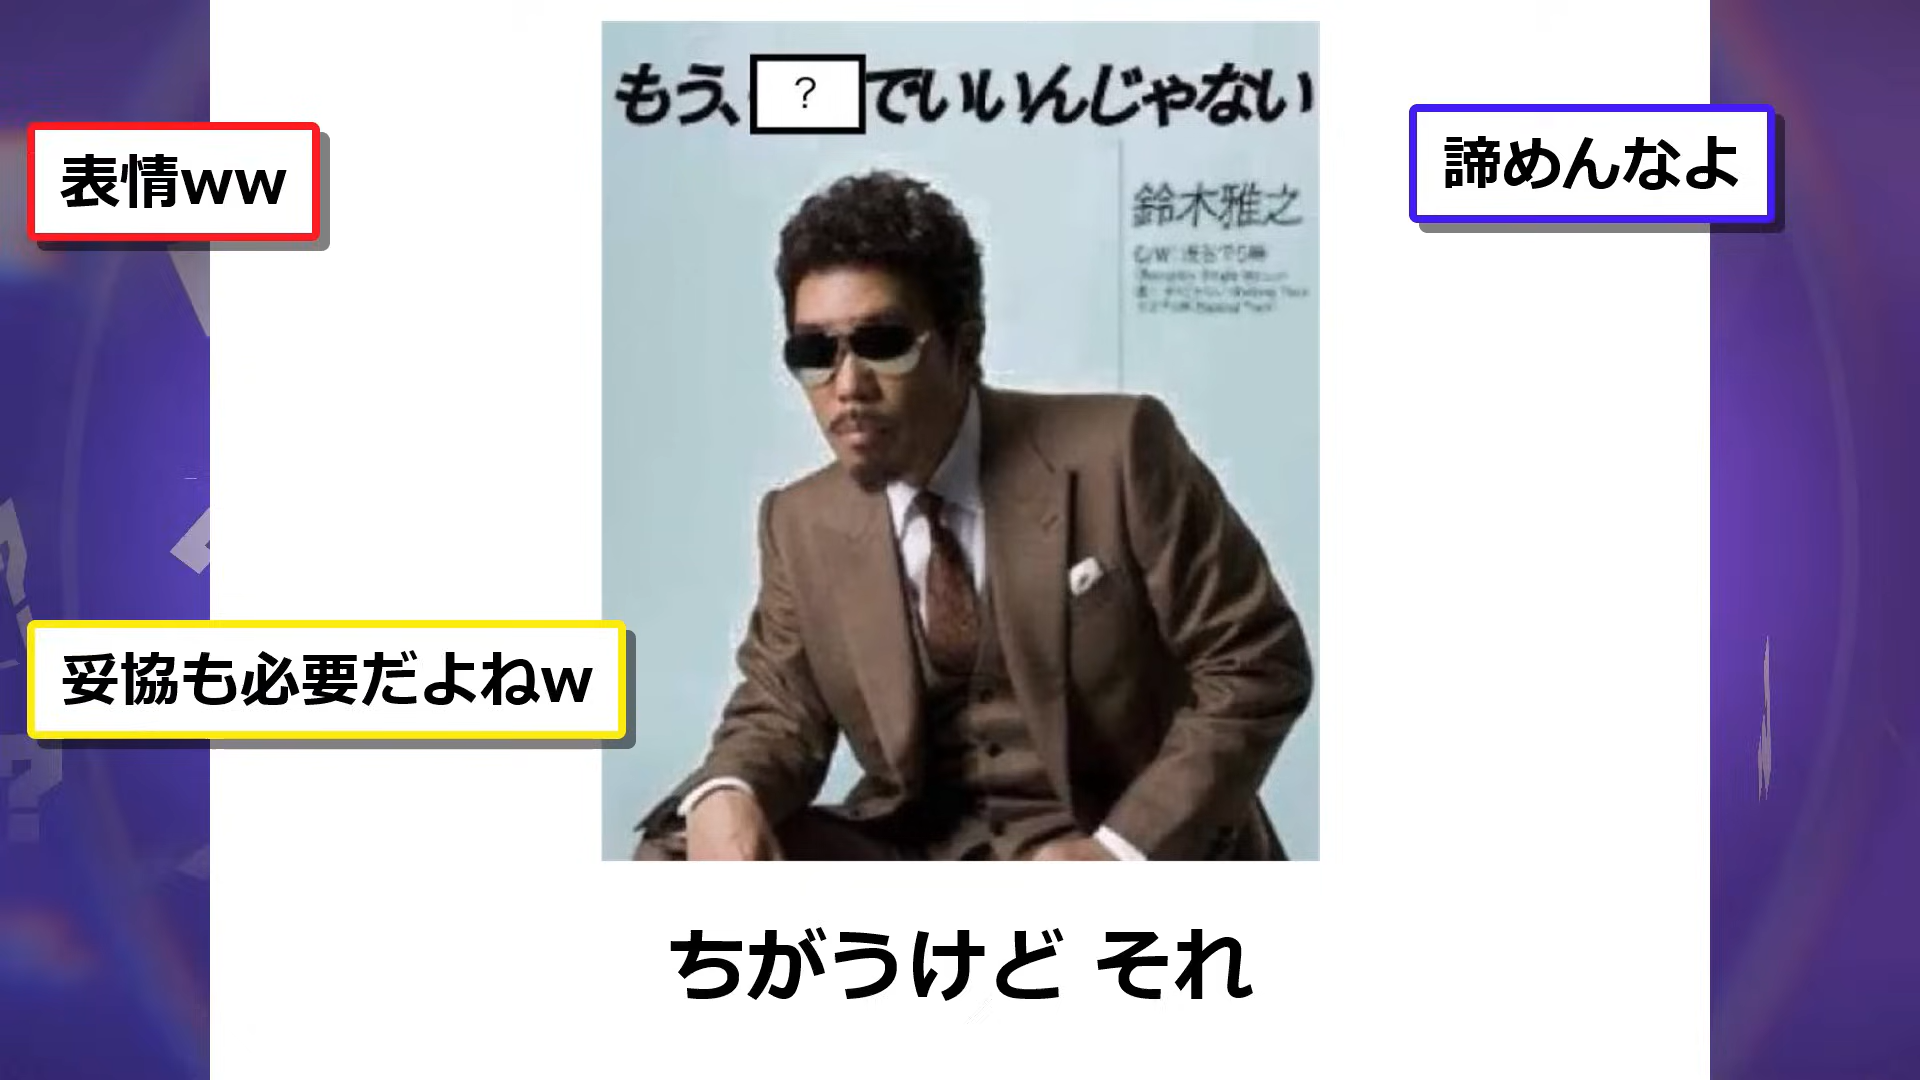 もう、?でいいんじゃない
表情ww
諦めんなよ
鈴木雅之
妥協も必要だよねw
ちがうけど それ